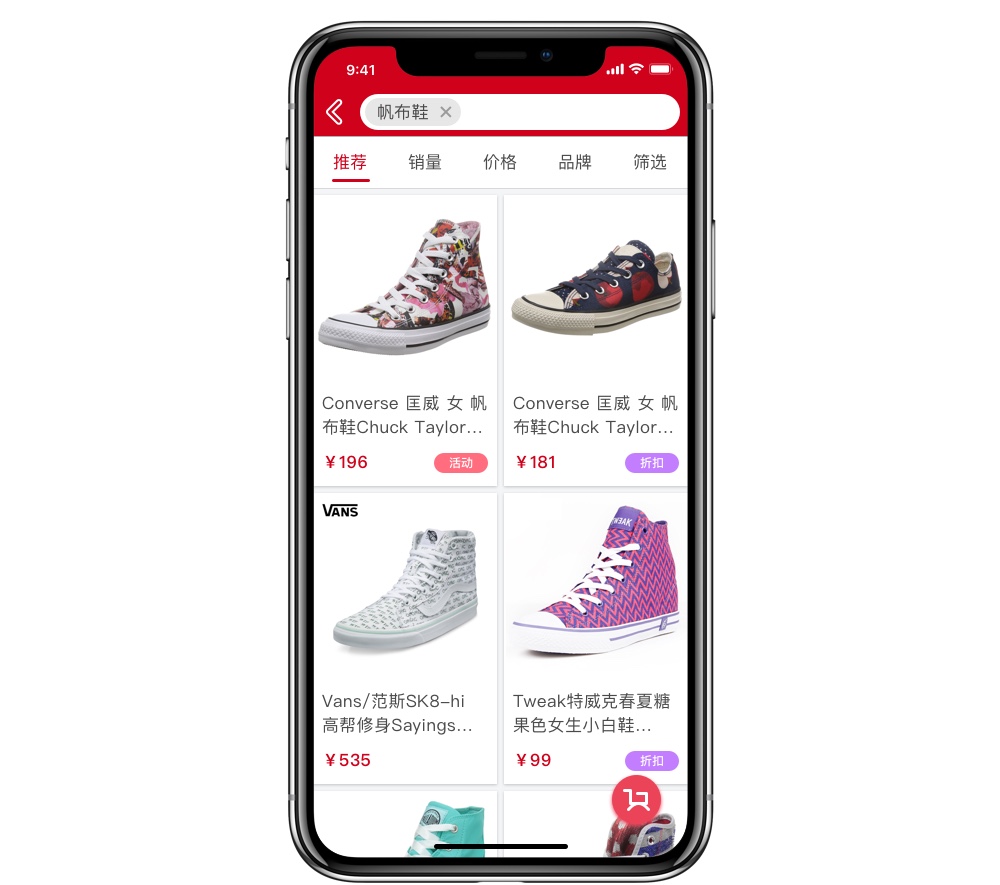 9:41
帆布鞋
推荐 销量 价格 品牌 筛选
Converse 匡威 女 帆
布鞋Chuck Taylor...
¥196 活动
Converse 匡威 女 帆
布鞋Chuck Taylor...
¥181 折扣
VANS
Vans/范斯SK8-hi
高帮修身Sayings...
¥535
TWEAK
Tweak特威克春夏糖
果色女生小白鞋...
¥99 折扣